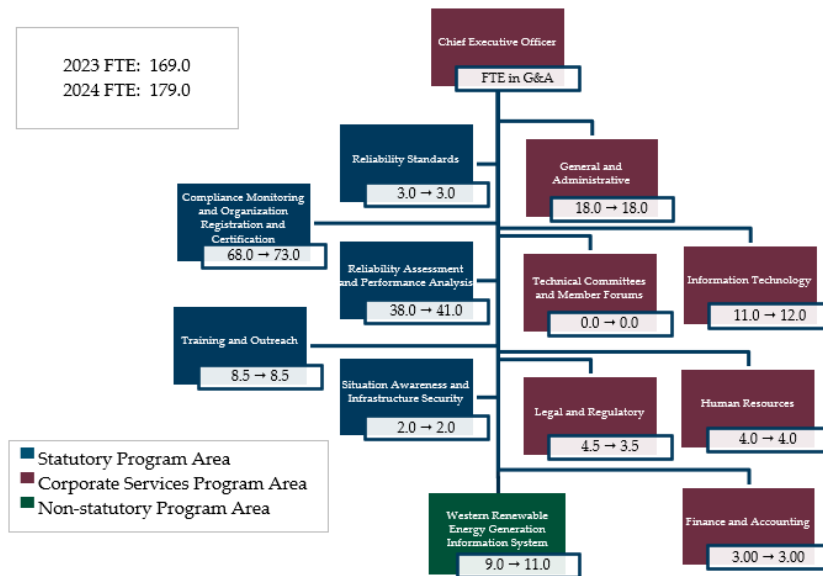 2023 FTE: 169.0
2024 FTE: 179.0
Chief Executive Officer
FTE in G&A
Reliability Standards
3.0 → 3.0
General and
Administrative
18.0 → 18.0
Compliance Monitoring
and Organization
Registration and
Certification
68.0 → 73.0
Reliability Assessment
and Performance Analysis
38.0 → 41.0
Technical Committees
and Member Forums
0.0 → 0.0
Information Technology
11.0 → 12.0
Training and Outreach
8.5 → 8.5
Situation Awareness and
Infrastructure Security
2.0 → 2.0
Legal and Regulatory
4.5 → 3.5
Human Resources
4.0 → 4.0
Statutory Program Area
Corporate Services Program Area
Non-statutory Program Area
Western Renewable
Energy Generation
Information System
9.0 → 11.0
Finance and Accounting
3.00 → 3.00